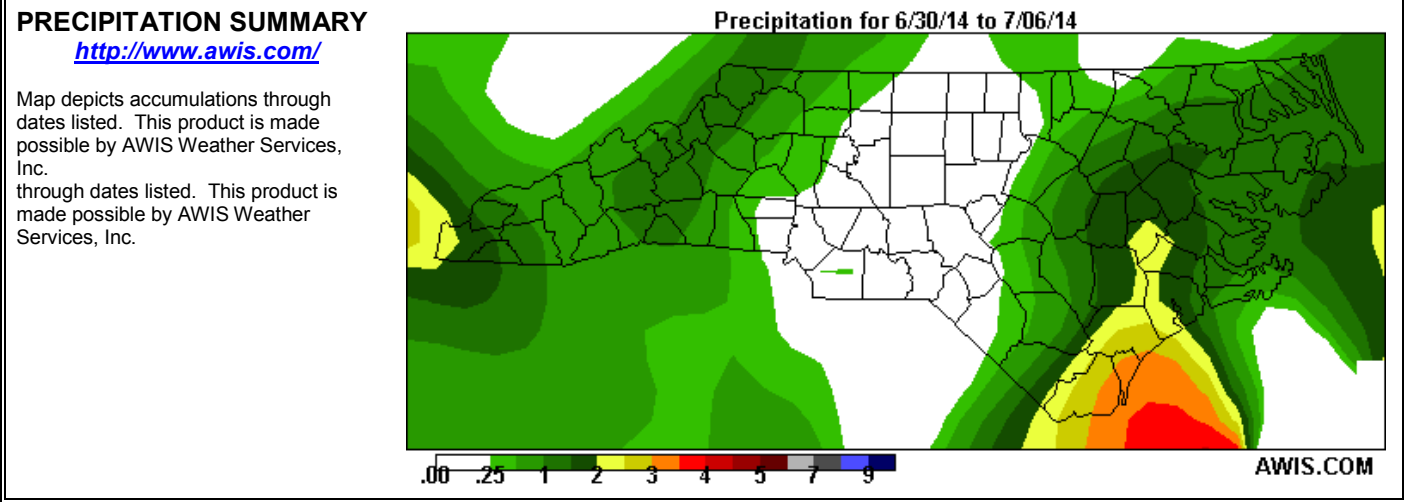 PRECIPITATION SUMMARY
http://www.awis.com/
Map depicts accumulations through
dates listed.  This product is made
possible by AWIS Weather Services,
Inc.
through dates listed.  This product is
made possible by AWIS Weather
Services, Inc.
Precipitation for 6/30/14 to 7/06/14
.00 .25 1 2 3 4 5 7 9
AWIS.COM